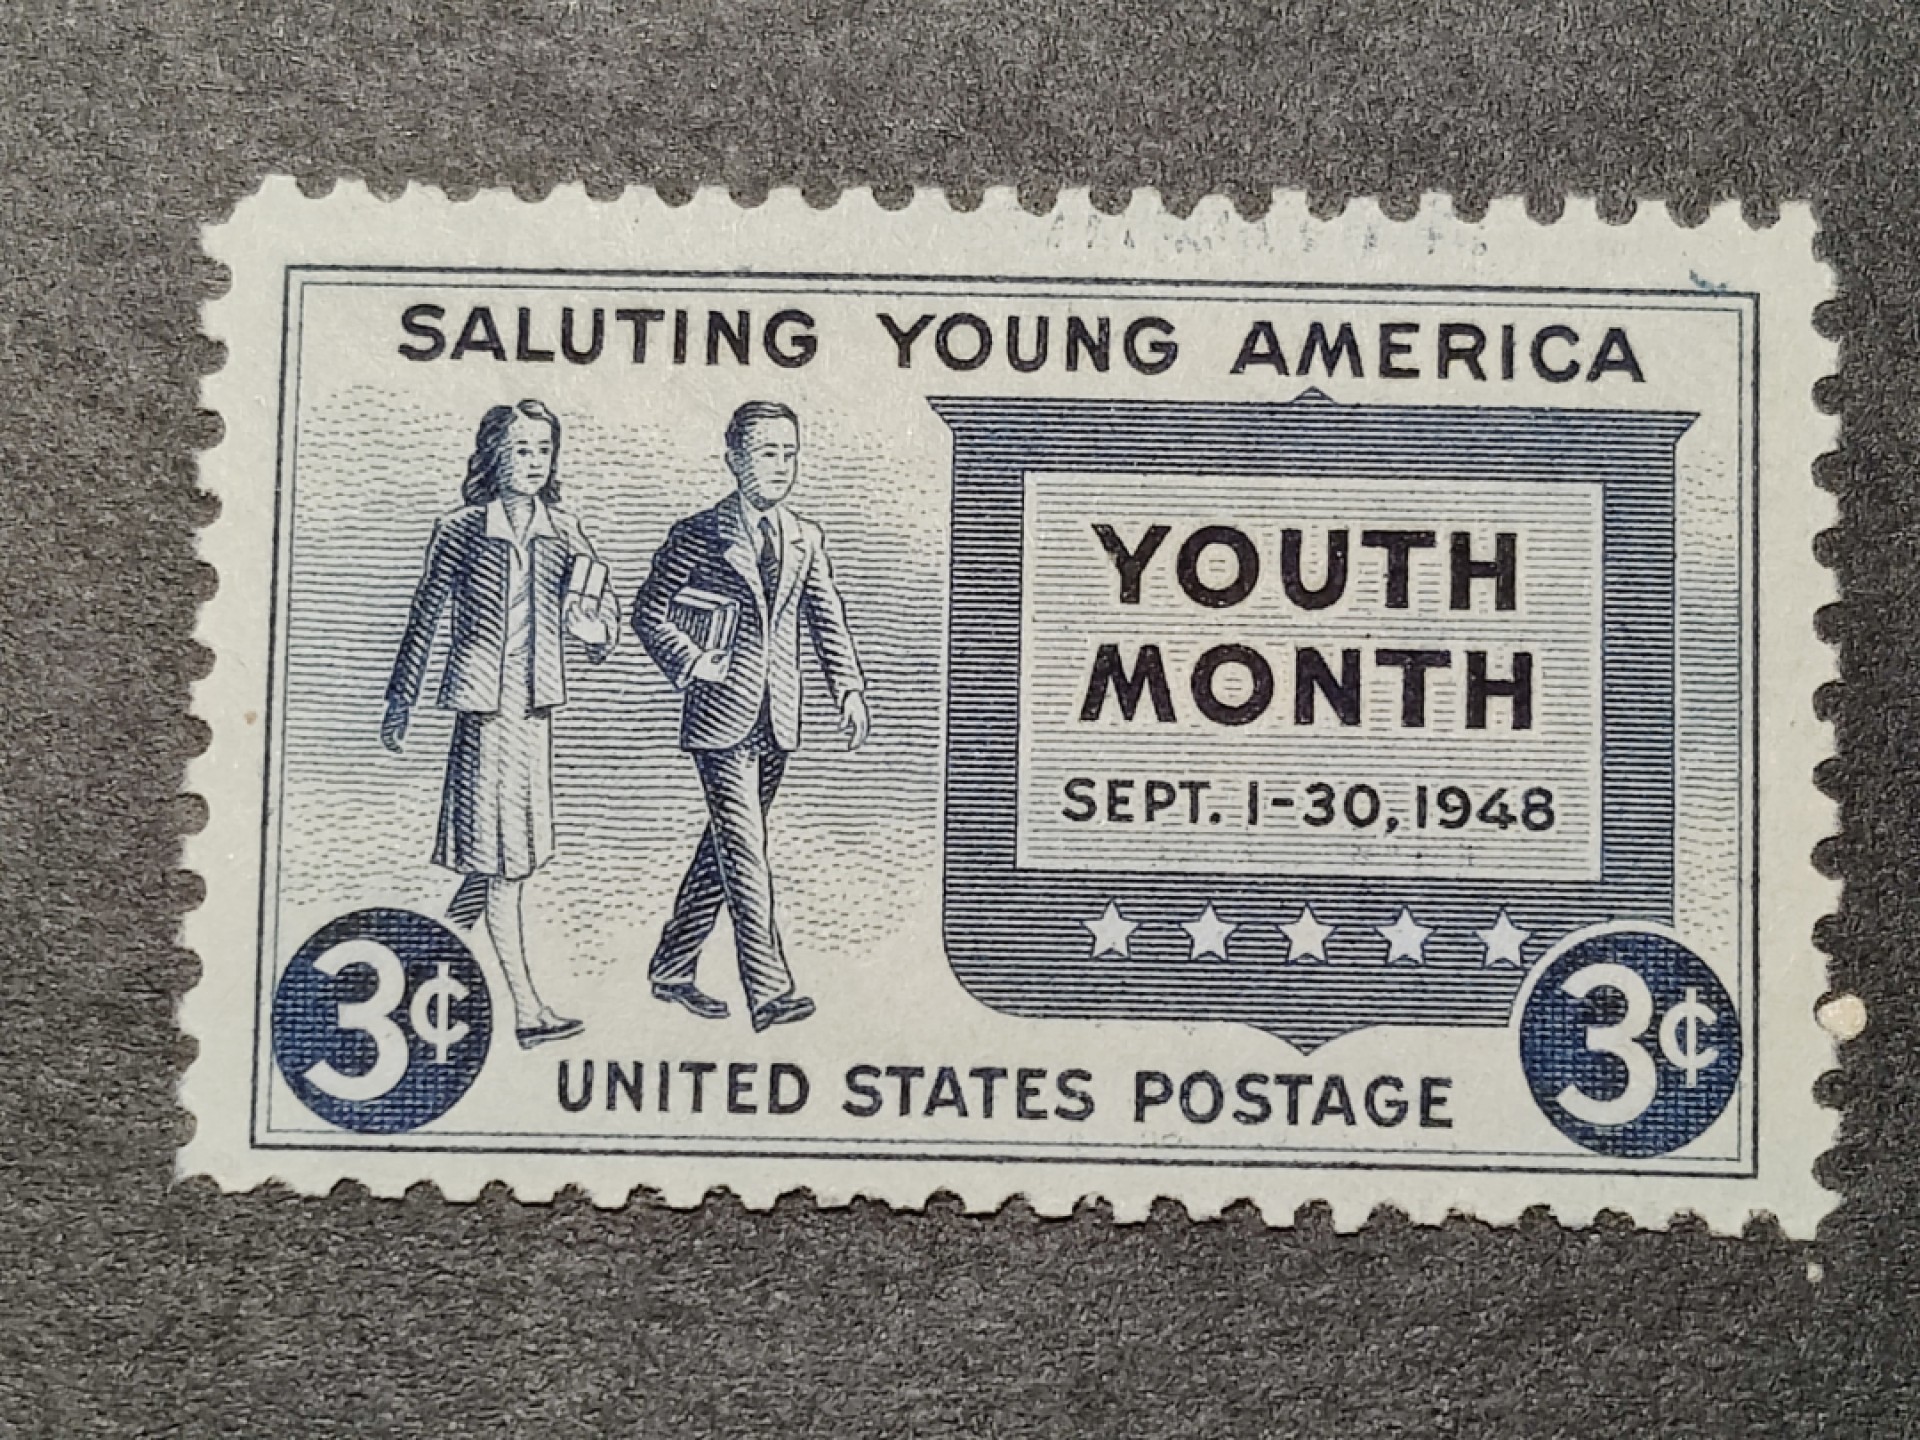 SALUTING YOUNG AMERICA
YOUTH
MONTH
SEPT. 1-30, 1948
3¢
3¢
UNITED STATES POSTAGE